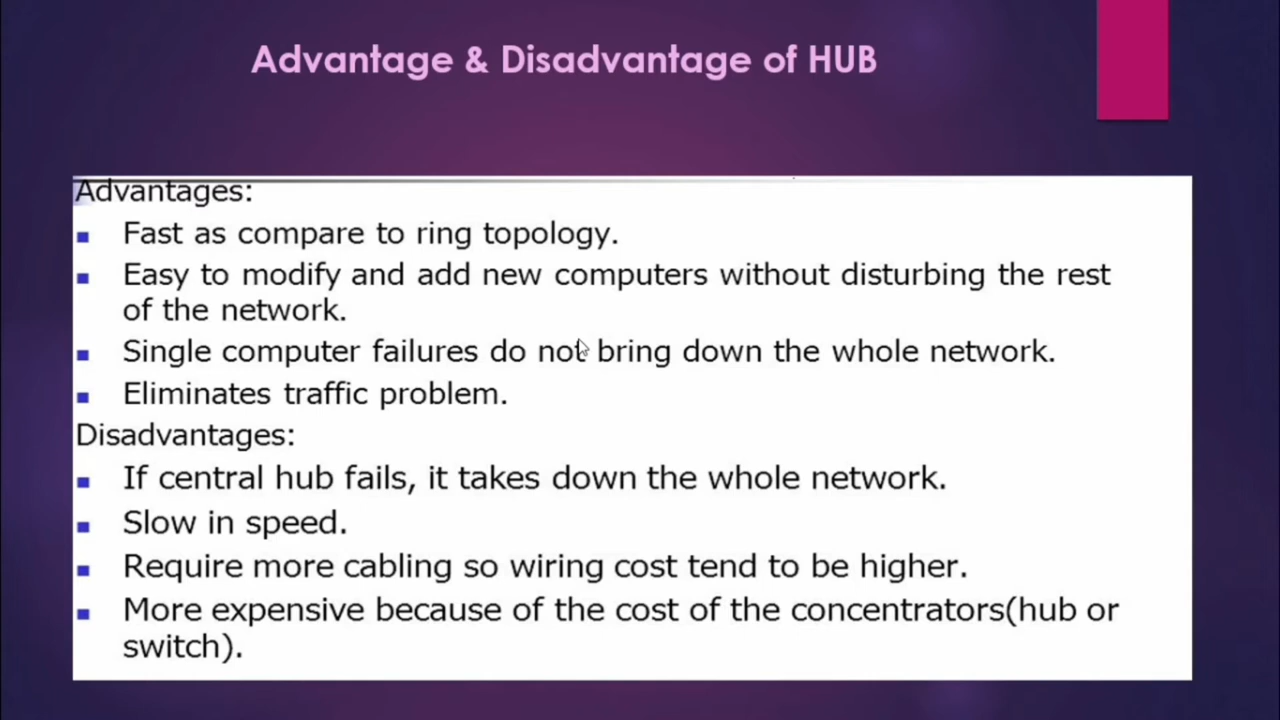 Advantage & Disadvantage of HUB
Advantages:
Fast as compare to ring topology.
Easy to modify and add new computers without disturbing the rest
of the network.
Single computer failures do not bring down the whole network.
Eliminates traffic problem.
Disadvantages:
If central hub fails, it takes down the whole network.
Slow in speed.
Require more cabling so wiring cost tend to be higher.
More expensive because of the cost of the concentrators(hub or
switch).